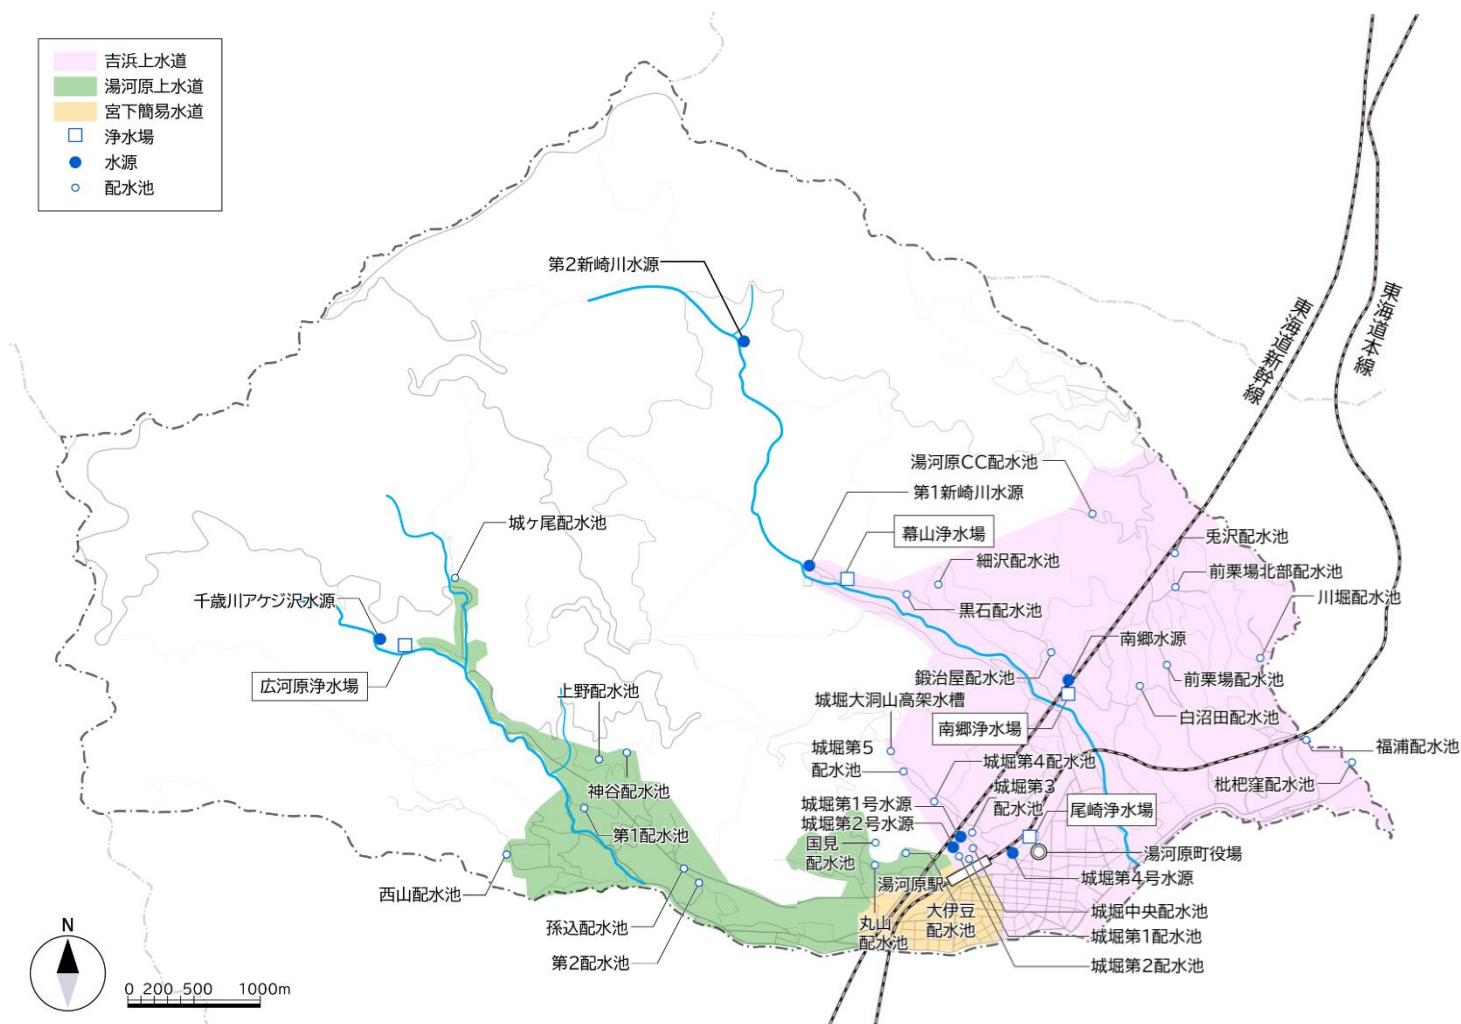 吉浜上水道
湯河原上水道
宮下簡易水道
浄水場
水源
配水池
第2新崎川水源
東海道新幹線
東海道本線
湯河原CC配水池
第1新崎川水源
幕山浄水場
城ヶ尾配水池
兎沢配水池
細沢配水池
前栗場北部配水池
川堀配水池
千歳川アケジ沢水源
黒石配水池
南郷水源
広河原浄水場
鍛治屋配水池
前栗場配水池
上野配水池
城堀大洞山高架水槽
白沼田配水池
南郷浄水場
福浦配水池
城堀第5
配水池
城堀第4配水池
枇杷窪配水池
神谷配水池
城堀第3
配水池
城堀第1号水源
尾崎浄水場
城堀第2号水源
第1配水池
国見
配水池
湯河原町役場
西山配水池
湯河原駅
城堀第4号水源
大伊豆
配水池
城堀中央配水池
孫込配水池
丸山
配水池
城堀第1配水池
第2配水池
城堀第2配水池
N
0 200 500 1000m